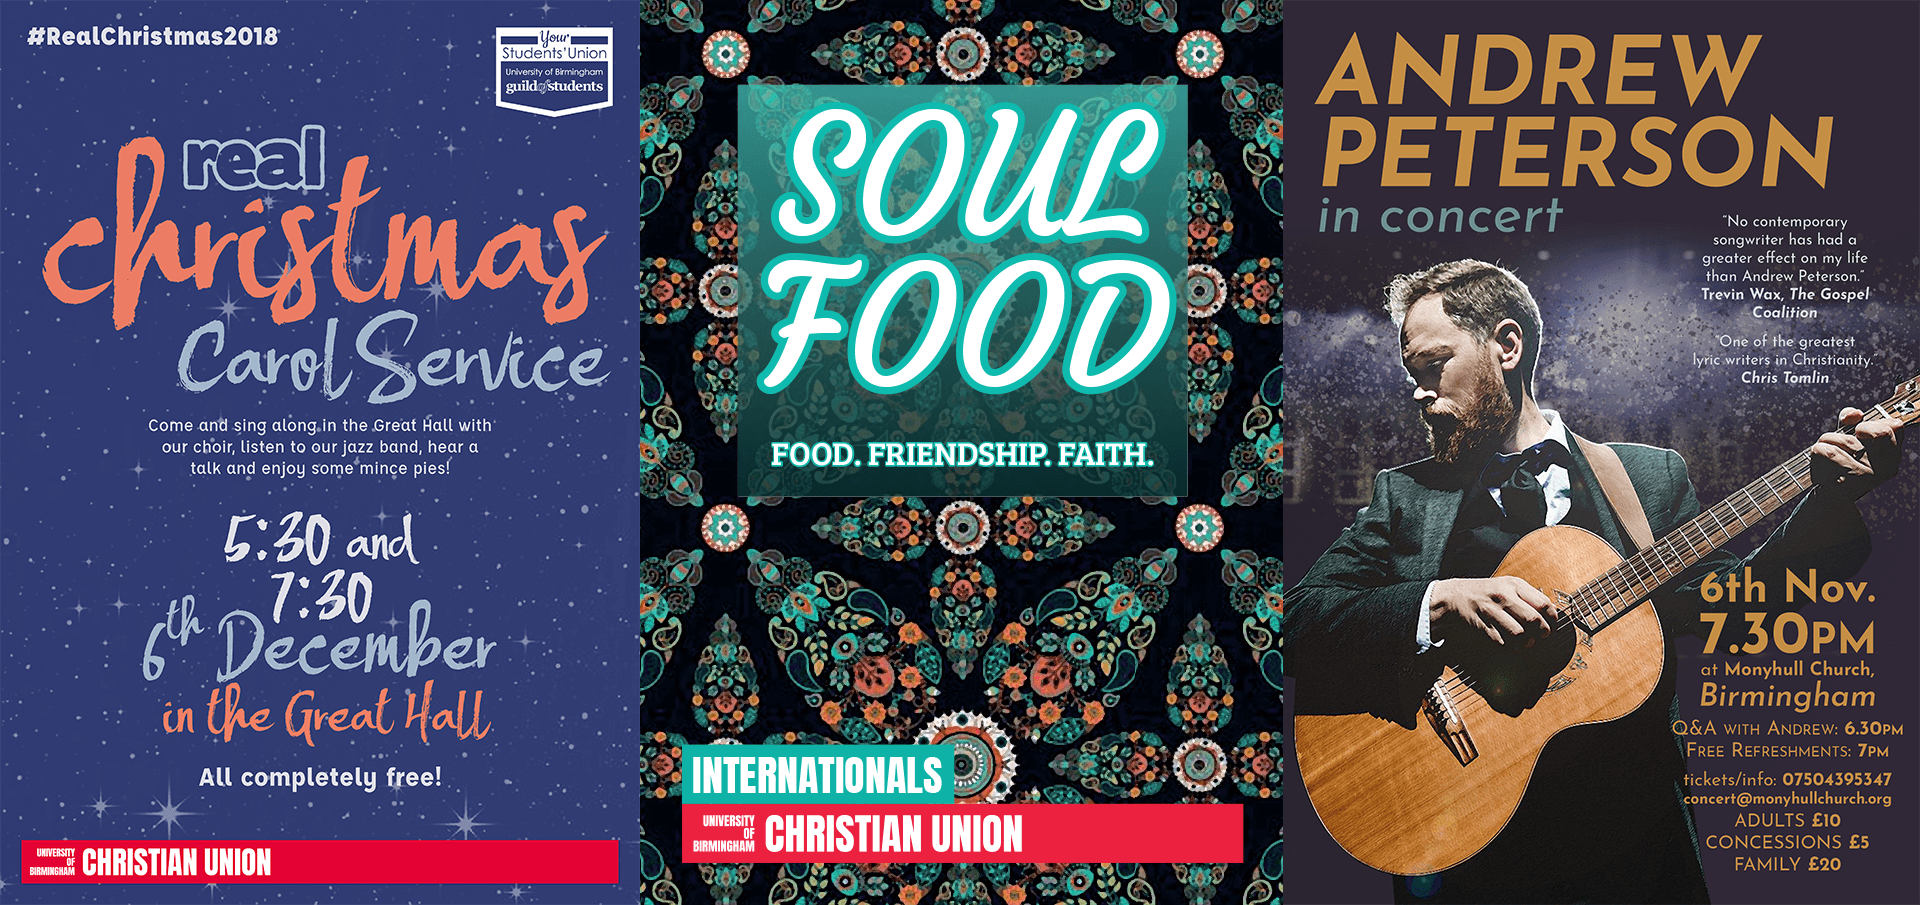 #RealChristmas2018
Your
Students' Union
University of Birmingham
guildofstudents
real
christmas
Carol Service
Come and sing along in the Great Hall with
our choir, listen to our jazz band, hear a
talk and enjoy some mince pies!
5:30 and
7:30
6th December
in the Great Hall
All completely free!
UNIVERSITY
OF
BIRMINGHAM
CHRISTIAN UNION
SOUL
FOOD
FOOD. FRIENDSHIP. FAITH.
INTERNATIONALS
UNIVERSITY
OF
BIRMINGHAM
CHRISTIAN UNION
ANDREW
PETERSON
in concert
"No contemporary
songwriter has had a
greater effect on my life
than Andrew Peterson."
Trevin Wax, The Gospel
Coalition
"One of the greatest
lyric writers in Christianity."
Chris Tomlin
6th Nov.
7.30PM
at Monyhull Church,
Birmingham
Q&A WITH ANDREW: 6.30PM
FREE REFRESHMENTS: 7PM
tickets/info: 07504395347
concert@monyhullchurch.org
ADULTS £10
CONCESSIONS £5
FAMILY £20